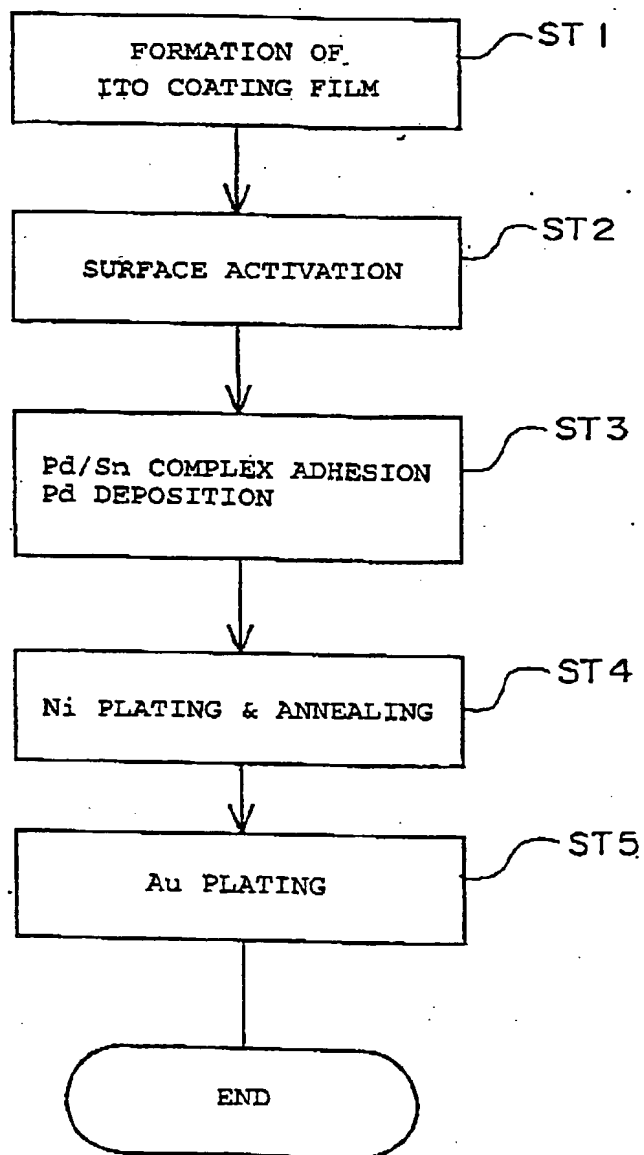 FORMATION OF
ITO COATING FILM
ST1
SURFACE ACTIVATION
ST2
Pd/Sn COMPLEX ADHESION
Pd DEPOSITION
ST3
Ni PLATING & ANNEALING
ST4
Au PLATING
ST5
END